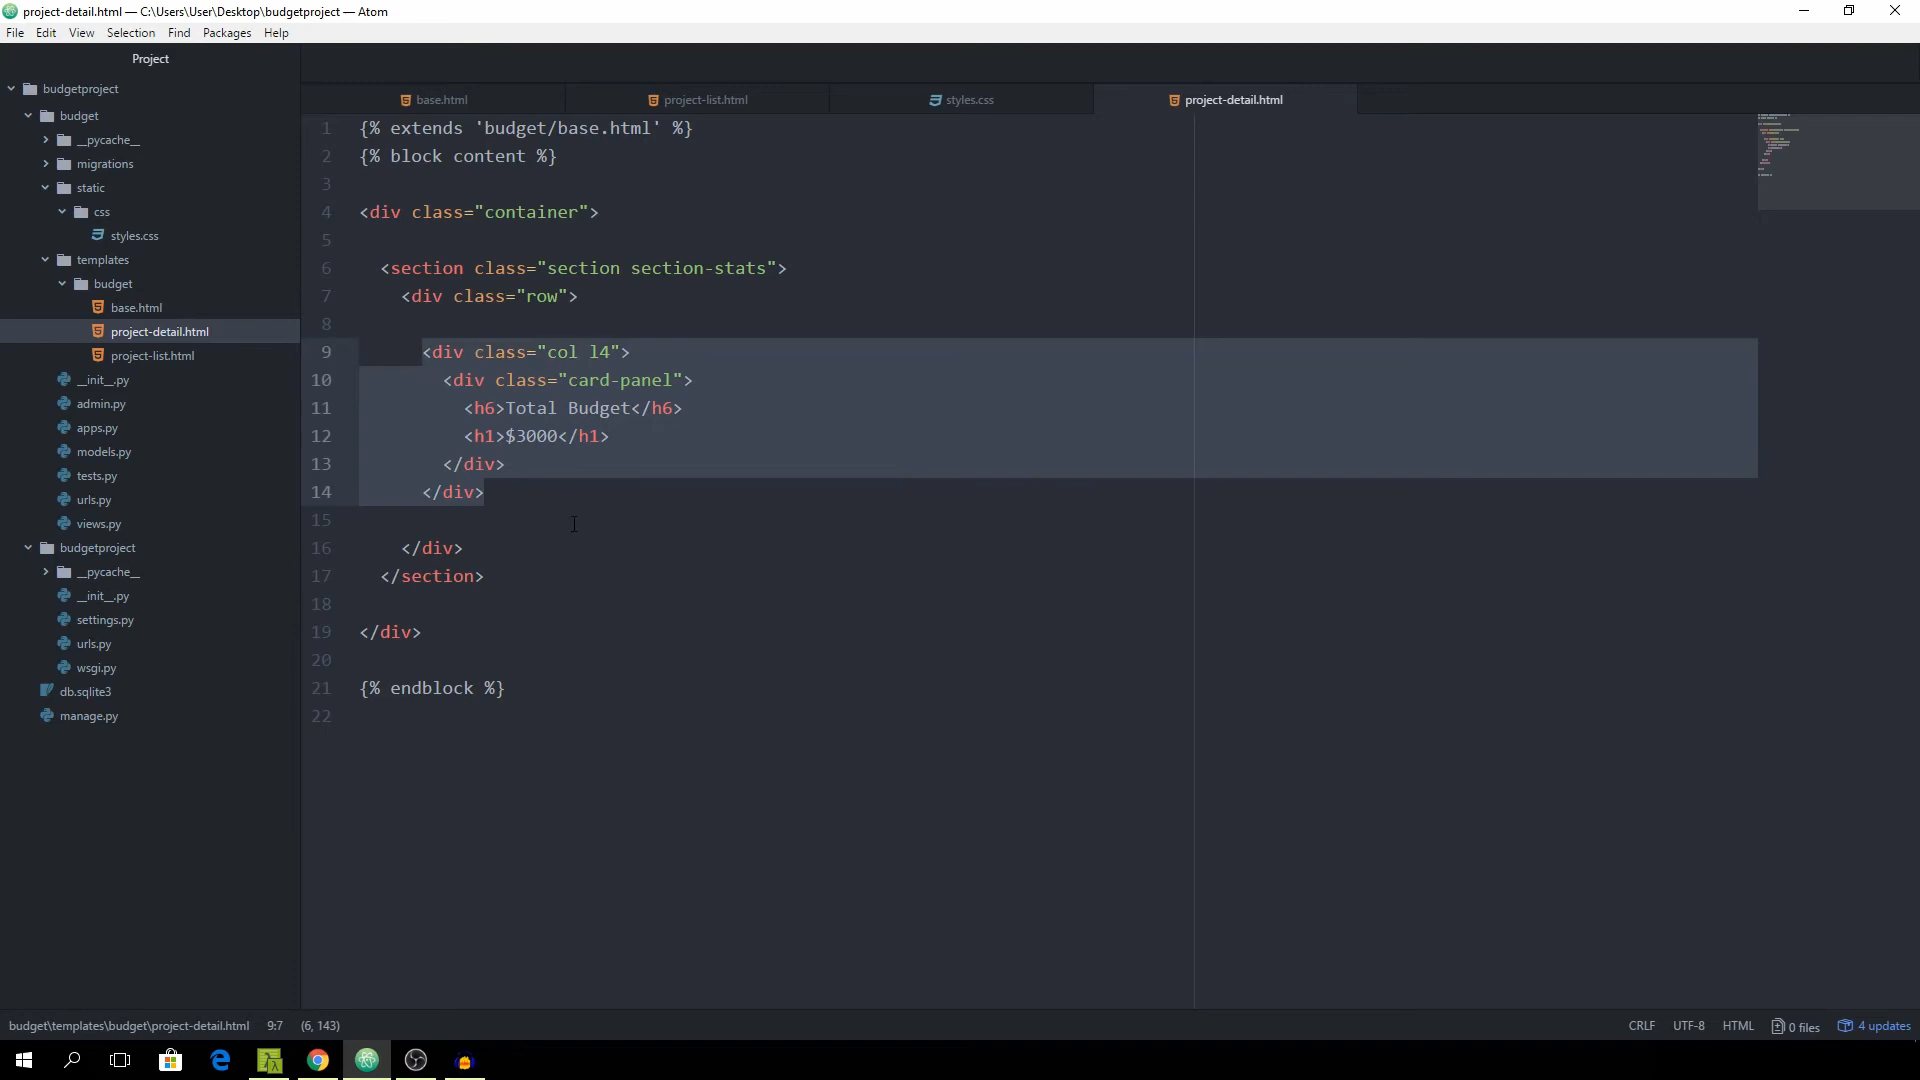 project-detail.html — C:\Users\User\Desktop\budgetproject — Atom
File Edit View Selection Find Packages Help
Project
budgetproject
budget
__pycache__
migrations
static
css
styles.css
templates
budget
base.html
project-detail.html
project-list.html
__init__.py
admin.py
apps.py
models.py
tests.py
urls.py
views.py
budgetproject
__pycache__
__init__.py
settings.py
urls.py
wsgi.py
db.sqlite3
manage.py
base.html project-list.html styles.css project-detail.html
1 {% extends 'budget/base.html' %}
2 {% block content %}
3
4 <div class="container">
5
6 <section class="section section-stats">
7 <div class="row">
8
9 <div class="col l4">
10 <div class="card-panel">
11 <h6>Total Budget</h6>
12 <h1>$3000</h1>
13 </div>
14 </div>
15
16 </div>
17 </section>
18
19 </div>
20
21 {% endblock %}
22
budget\templates\budget\project-detail.html 9:7 (6, 143) CRLF UTF-8 HTML 0 files 4 updates